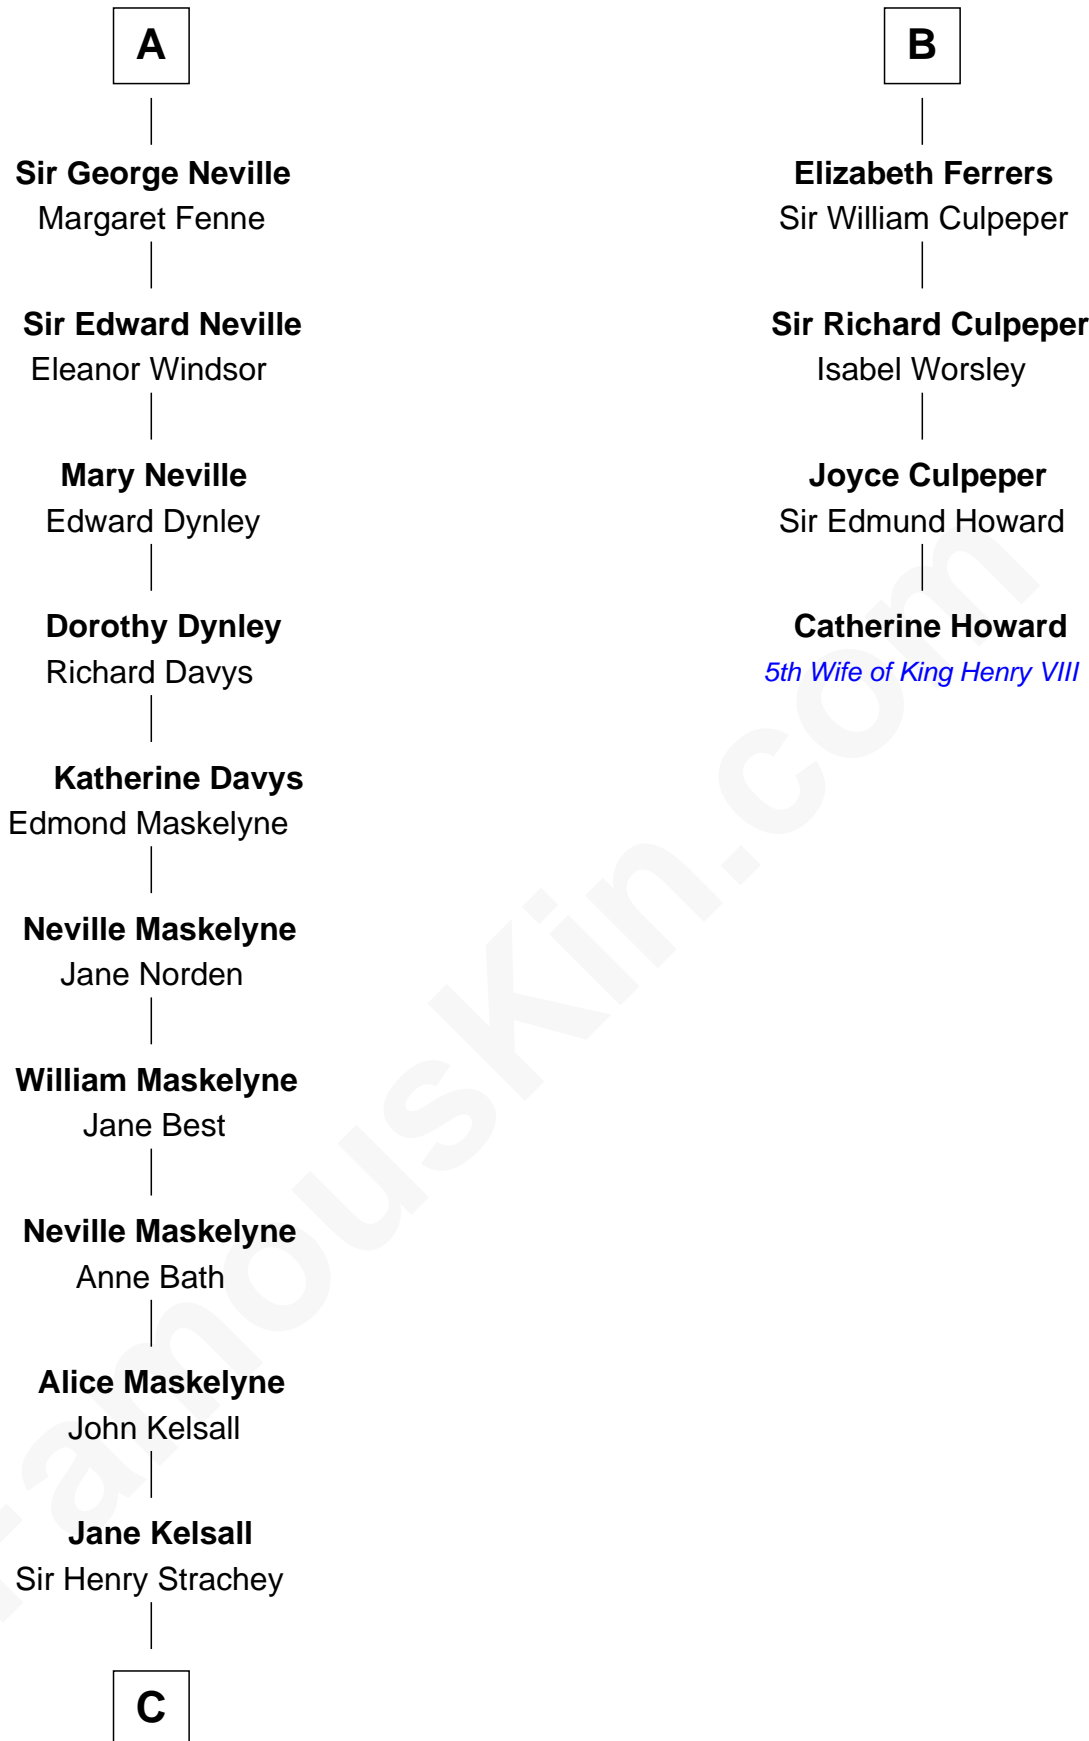 A
Sir George Neville
Margaret Fenne
Sir Edward Neville
Eleanor Windsor
Mary Neville
Edward Dynley
Dorothy Dynley
Richard Davys
Katherine Davys
Edmond Maskelyne
Neville Maskelyne
Jane Norden
William Maskelyne
Jane Best
Neville Maskelyne
Anne Bath
Alice Maskelyne
John Kelsall
Jane Kelsall
Sir Henry Strachey
C
B
Elizabeth Ferrers
Sir William Culpeper
Sir Richard Culpeper
Isabel Worsley
Joyce Culpeper
Sir Edmund Howard
Catherine Howard
5th Wife of King Henry VIII
FamousKin.com